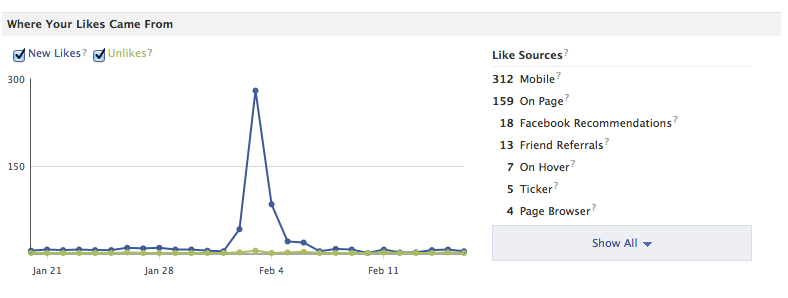 Where Your Likes Came From
New Likes? Unlikes?
300
150
Jan 21 Jan 28 Feb 4 Feb 11
Like Sources?
312 Mobile?
159 On Page?
18 Facebook Recommendations?
13 Friend Referrals?
7 On Hover?
5 Ticker?
4 Page Browser?
Show All